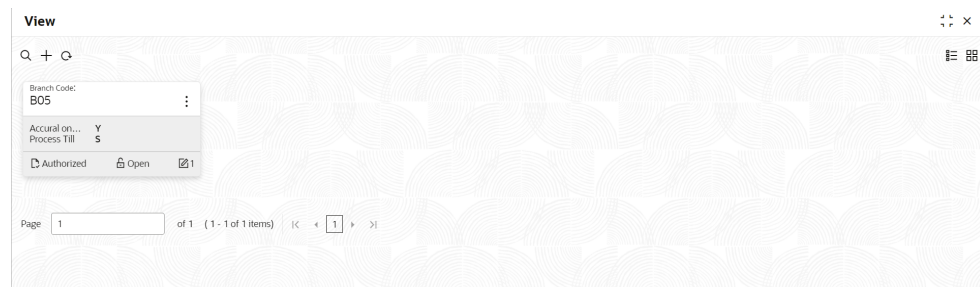 View
Branch Code:
B05
Accural on... Y
Process Till S
Authorized Open 1
Page 1 of 1 ( 1 - 1 of 1 items) 1